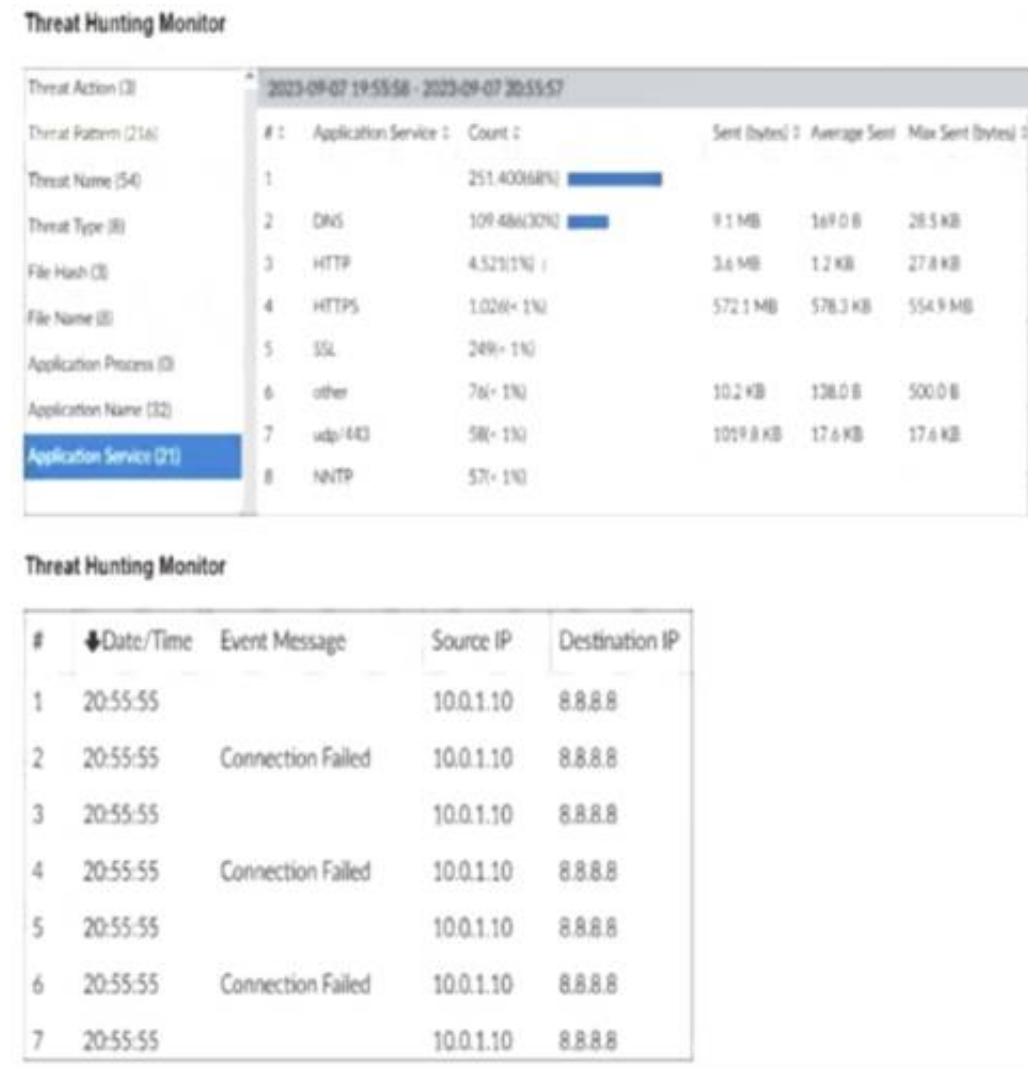 Threat Hunting Monitor
Threat Action (3)
Threat Pattern (216)
Threat Name (54)
Threat Type (8)
File Hash (3)
File Name (8)
Application Process (0)
Application Name (32)
Application Service (21)
2023-09-07 19:55:58 - 2023-09-07 20:55:57
# Application Service Count Sent (bytes) Average Sent Max Sent (bytes)
1 251.400(68%)
2 DNS 109.486(30%) 9.1 MB 169.0 B 28.5 KB
3 HTTP 4.521(1%) 3.6 MB 1.2 KB 27.8 KB
4 HTTPS 1.026(< 1%) 572.1 MB 578.3 KB 554.9 MB
5 SSL 249(< 1%)
6 other 76(< 1%) 10.2 KB 138.0 B 500.0 B
7 udp/443 58(< 1%) 1019.8 KB 17.6 KB 17.6 KB
8 NNTP 57(< 1%)
Threat Hunting Monitor
# Date/Time Event Message Source IP Destination IP
1 20:55:55 10.0.1.10 8.8.8.8
2 20:55:55 Connection Failed 10.0.1.10 8.8.8.8
3 20:55:55 10.0.1.10 8.8.8.8
4 20:55:55 Connection Failed 10.0.1.10 8.8.8.8
5 20:55:55 10.0.1.10 8.8.8.8
6 20:55:55 Connection Failed 10.0.1.10 8.8.8.8
7 20:55:55 10.0.1.10 8.8.8.8